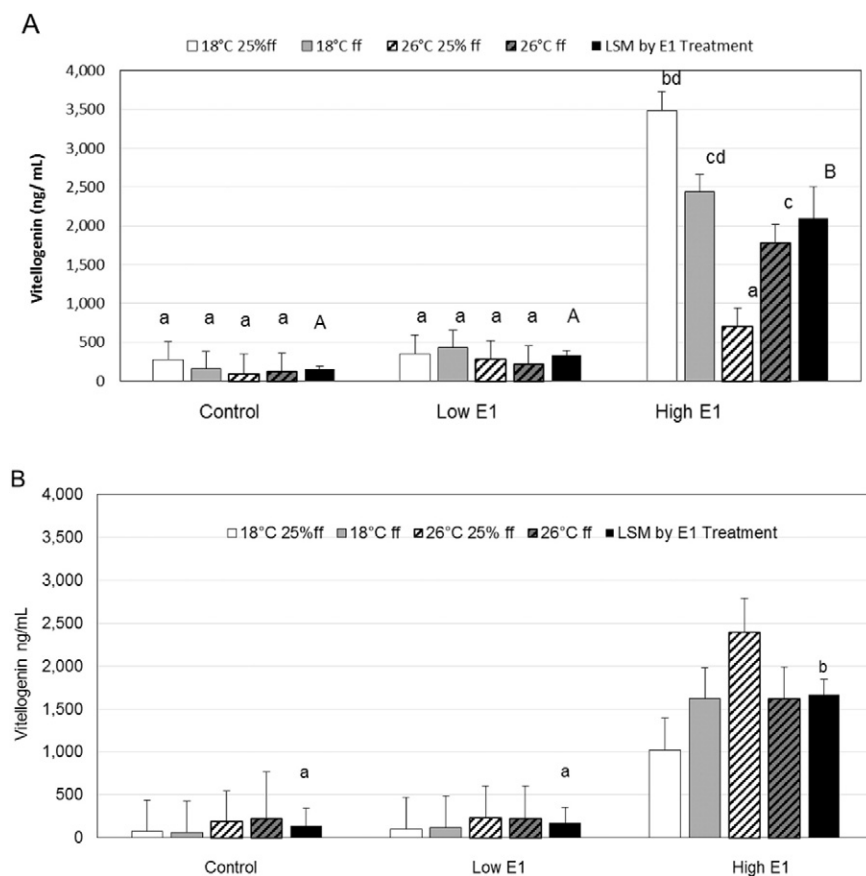 A
18°C 25%ff 18°C ff 26°C 25% ff 26°C ff LSM by E1 Treatment
4,000
3,500
3,000
2,500
2,000
1,500
1,000
500
0
Vitellogenin (ng/ mL)
bd
cd
B
c
a
a a a a A
a a a a A
Control Low E1 High E1
B
4,000
3,500
3,000
2,500
2,000
1,500
1,000
500
0
Vitellogenin ng/mL
18°C 25%ff 18°C ff 26°C 25% ff 26°C ff LSM by E1 Treatment
b
a a
Control Low E1 High E1